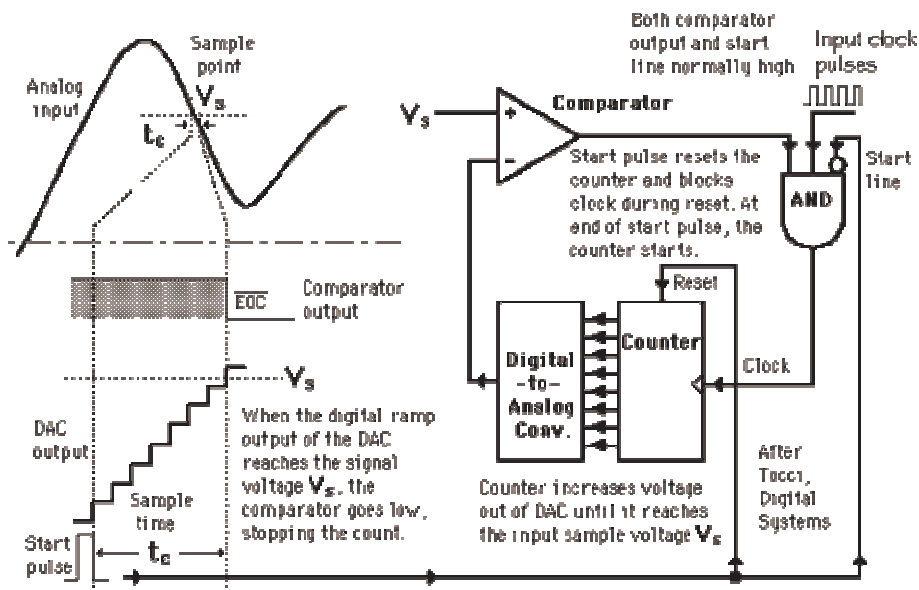 Analog
input
Sample
point
Vs
tc
EOC
Comparator
output
Vs
DAC
output
When the digital ramp
output of the DAC
reaches the signal
voltage Vs, the
comparator goes low,
stopping the count.
Sample
time
Start
pulse
tc
Both comparator
output and start
line normally high
Input clock
pulses
Vs
+
-
Comparator
Start
line
AND
Start pulse resets the
counter and blocks
clock during reset. At
end of start pulse, the
counter starts.
Reset
Digital
-to-
Analog
Conv.
Counter
Clock
Counter increases voltage
out of DAC until it reaches
the input sample voltage Vs
After
Tocci,
Digital
Systems